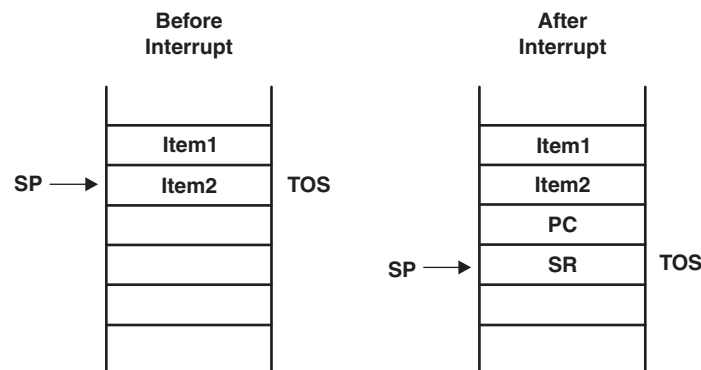 Before
Interrupt
Item1
SP
Item2
TOS
After
Interrupt
Item1
Item2
PC
SP
SR
TOS